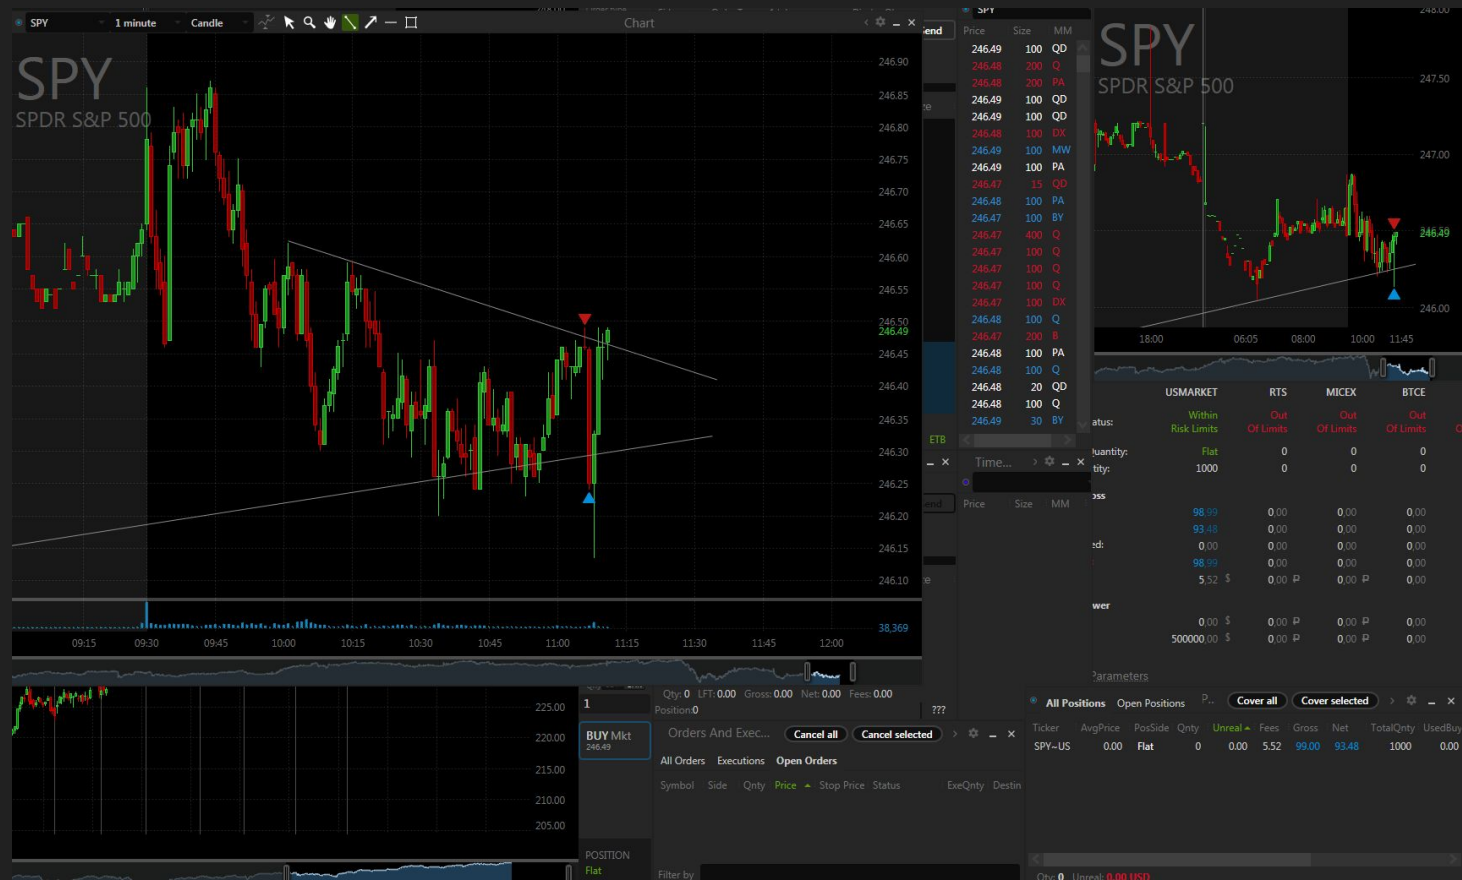 SPY 1 minute Candle Chart
SPY
SPDR S&P 500
246.90
246.85
246.80
246.75
246.70
246.65
246.60
246.55
246.50
246.49
246.45
246.40
246.35
246.30
246.25
246.20
246.15
246.10
38,369
09:15 09:30 09:45 10:00 10:15 10:30 10:45 11:00 11:15 11:30 11:45 12:00
225.00
220.00
215.00
210.00
205.00
end
ETB
SPY
Price Size MM
246.49 100 QD
246.48 200 Q
246.48 200 PA
246.49 100 QD
246.49 100 QD
246.48 100 DX
246.49 100 MW
246.49 100 PA
246.47 15 QD
246.48 100 PA
246.47 100 BY
246.47 400 Q
246.47 100 Q
246.47 100 Q
246.47 100 Q
246.47 100 DX
246.48 100 Q
246.47 200 B
246.48 100 PA
246.48 100 Q
246.48 20 QD
246.48 100 Q
246.49 30 BY
Time...
Price Size MM
SPY
SPDR S&P 500
248.00
247.50
247.00
246.49
246.00
18:00 06:05 08:00 10:00 11:45
USMARKET RTS MICEX BTCE
atus: Within Risk Limits Out Of Limits Out Of Limits Out Of Limits
uantity: Flat 0 0 0
tity: 1000 0 0 0
oss
98,99 0,00 0,00 0,00
93,48 0,00 0,00 0,00
ed: 0,00 0,00 0,00 0,00
98,99 0,00 0,00 0,00
5,52 $ 0,00 ₽ 0,00 ₽ 0,00
wer
0,00 $ 0,00 ₽ 0,00 ₽ 0,00
500000,00 $ 0,00 ₽ 0,00 ₽ 0,00
Parameters
1
BUY Mkt
246.49
POSITION
Flat
Qty: 0 LFT: 0.00 Gross: 0.00 Net: 0.00 Fees: 0.00
Position:0 ???
Orders And Exec... Cancel all Cancel selected
All Orders Executions Open Orders
Symbol Side Qnty Price Stop Price Status ExeQnty Destin
Filter by
All Positions Open Positions P.. Cover all Cover selected
Ticker AvgPrice PosSide Qnty Unreal Fees Gross Net TotalQnty UsedBuy
SPY~US 0.00 Flat 0 0.00 5.52 99.00 93.48 1000 0.00
Qty: 0 Unreal: 0.00 USD